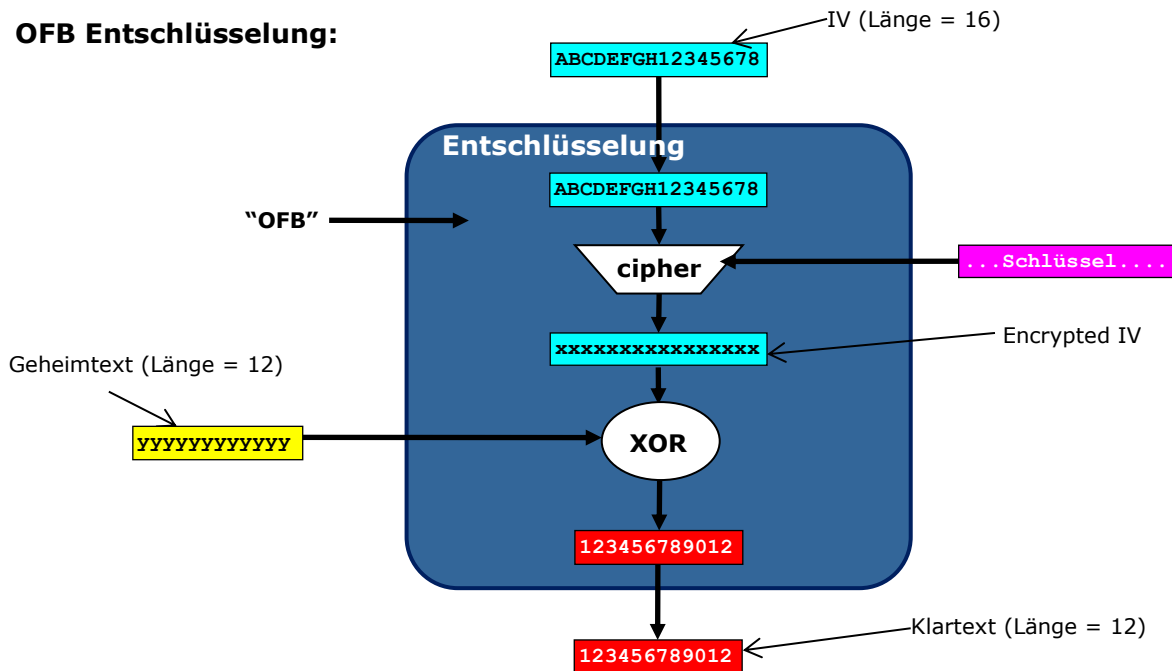 OFB Entschlüsselung:
IV (Länge = 16)
ABCDEFGH12345678
Entschlüsselung
ABCDEFGH12345678
“OFB”
cipher
...Schlüssel....
xxxxxxxxxxxxxxxx
Encrypted IV
Geheimtext (Länge = 12)
yyyyyyyyyyyy
XOR
123456789012
Klartext (Länge = 12)
123456789012